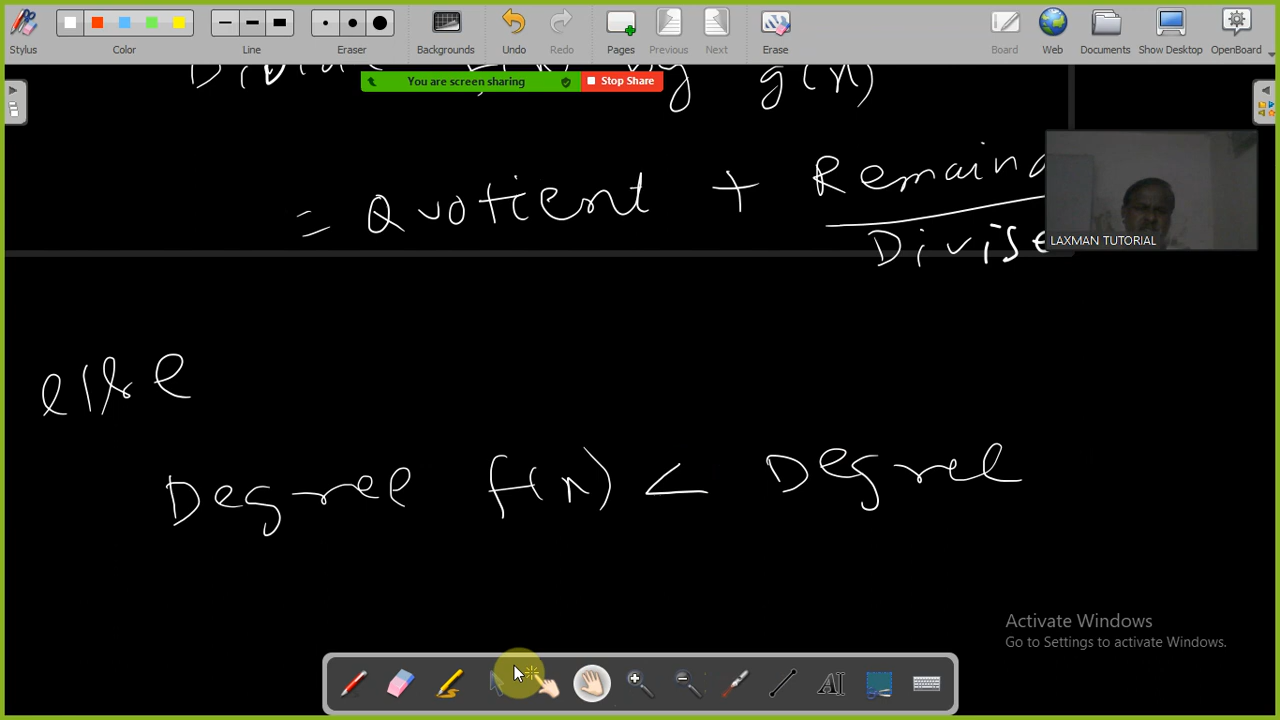 Stylus Color Line Eraser Backgrounds Undo Redo Pages Previous Next Erase Board Web Documents Show Desktop OpenBoard
You are screen sharing Stop Share
by g(x)
= Quotient + Remaind
Divise
LAXMAN TUTORIAL
else
Degree f(x) < Degree
Activate Windows
Go to Settings to activate Windows.
AI